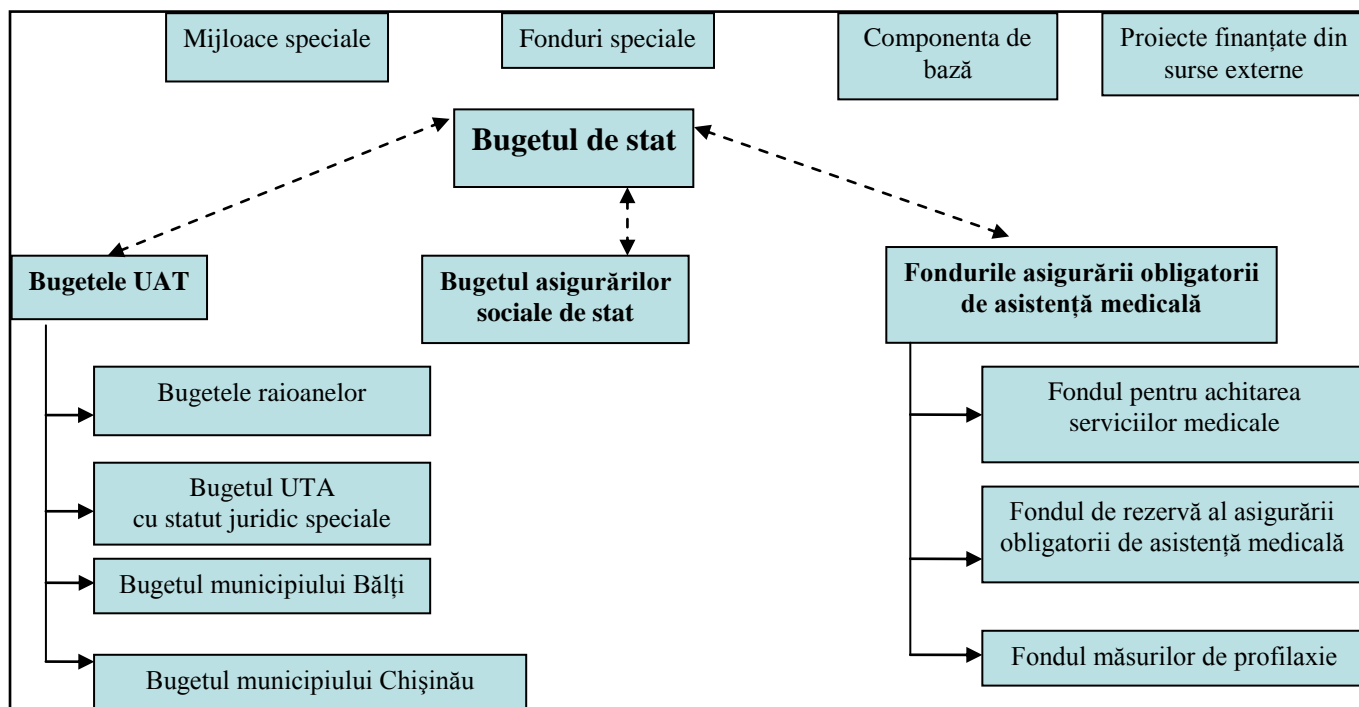 Mijloace speciale
Fonduri speciale
Componenta de
bază
Proiecte finanțate din
surse externe
Bugetul de stat
Bugetele UAT
Bugetul asigurărilor
sociale de stat
Fondurile asigurării obligatorii
de asistență medicală
Bugetele raioanelor
Bugetul UTA
cu statut juridic speciale
Bugetul municipiului Bălți
Bugetul municipiului Chişinău
Fondul pentru achitarea
serviciilor medicale
Fondul de rezervă al asigurării
obligatorii de asistență medicală
Fondul măsurilor de profilaxie